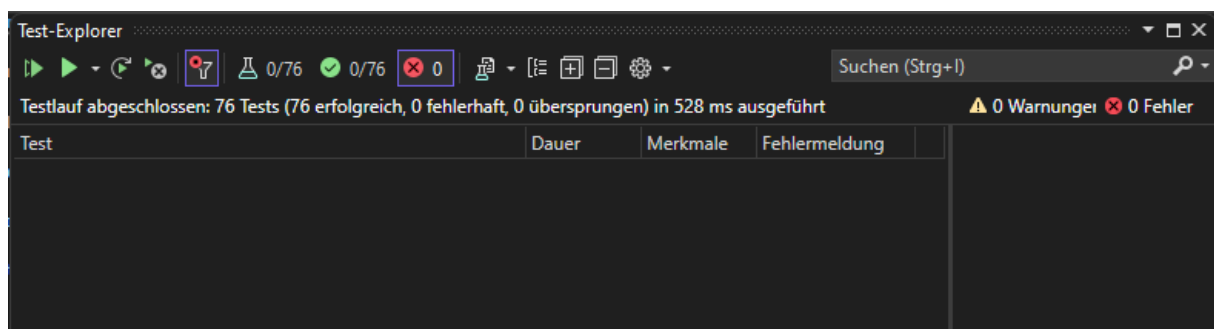 Test-Explorer
0/76 0/76 0 Suchen (Strg+I)
Testlauf abgeschlossen: 76 Tests (76 erfolgreich, 0 fehlerhaft, 0 übersprungen) in 528 ms ausgeführt 0 Warnunger 0 Fehler
Test Dauer Merkmale Fehlermeldung